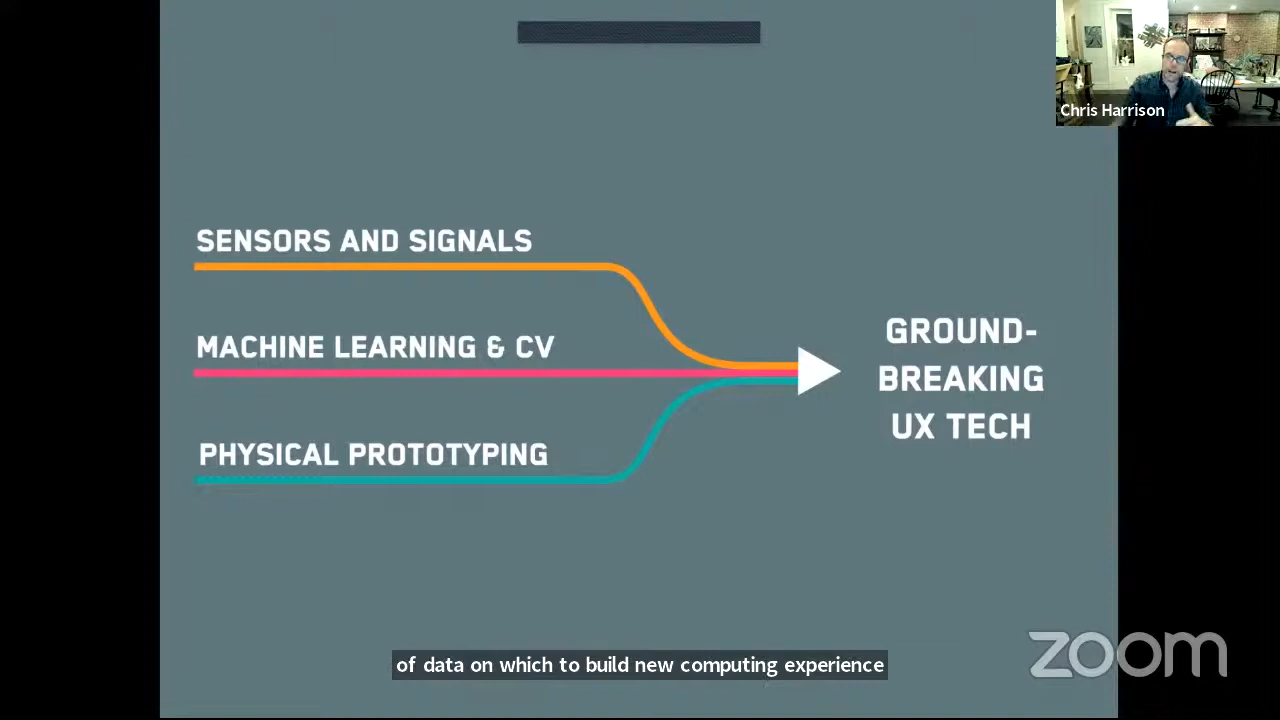 Chris Harrison
SENSORS AND SIGNALS
MACHINE LEARNING & CV
PHYSICAL PROTOTYPING
GROUND-
BREAKING
UX TECH
of data on which to build new computing experience
zoom